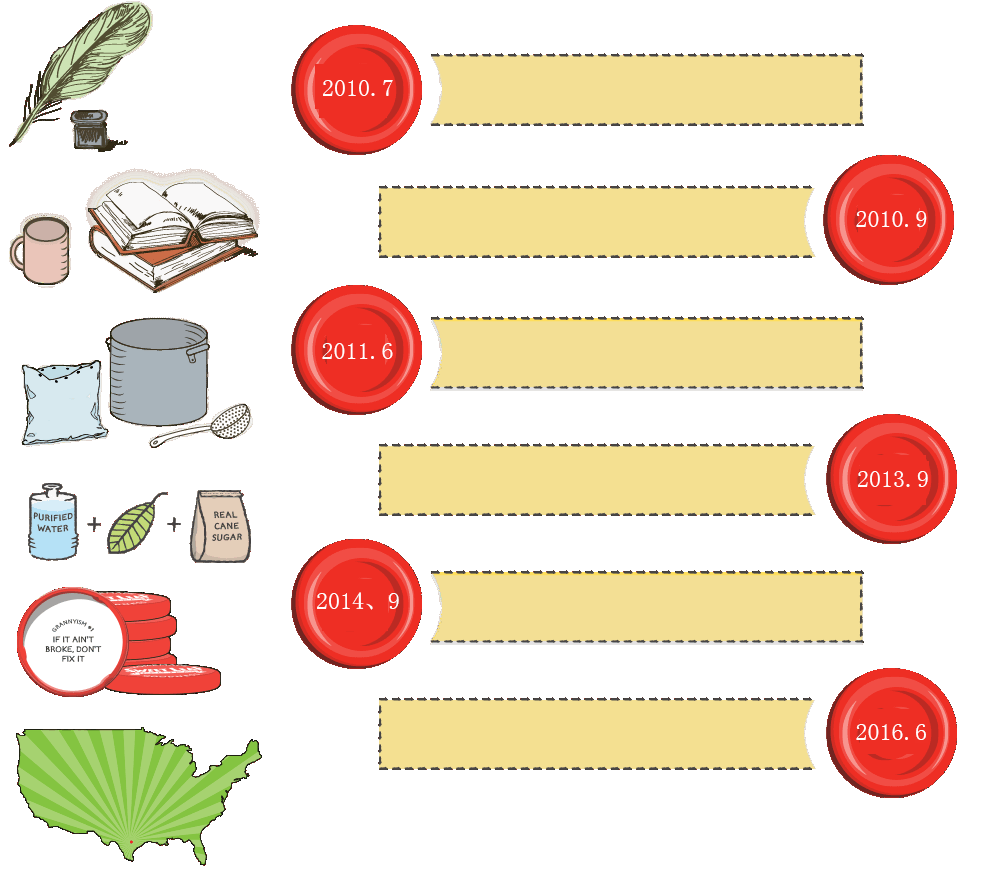 2010.7
2010.9
2011.6
PURIFIED
WATER
+
+
REAL
CANE
SUGAR
2013.9
GRANNYISM #1
IF IT AIN'T
BROKE, DON'T
FIX IT
2014、9
2016.6